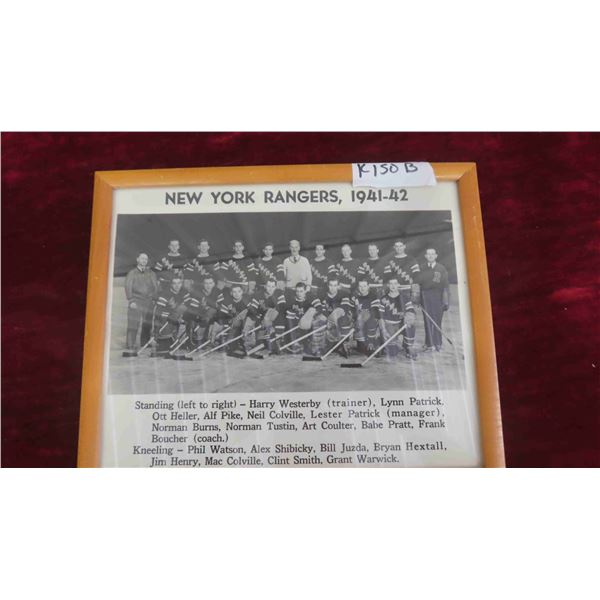 K150B
NEW YORK RANGERS, 1941-42
Standing (left to right) - Harry Westerby (trainer), Lynn Patrick,
Ott Heller, Alf Pike, Neil Colville, Lester Patrick (manager),
Norman Burns, Norman Tustin, Art Coulter, Babe Pratt, Frank
Boucher (coach.)
Kneeling - Phil Watson, Alex Shibicky, Bill Juzda, Bryan Hextall,
Jim Henry, Mac Colville, Clint Smith, Grant Warwick.